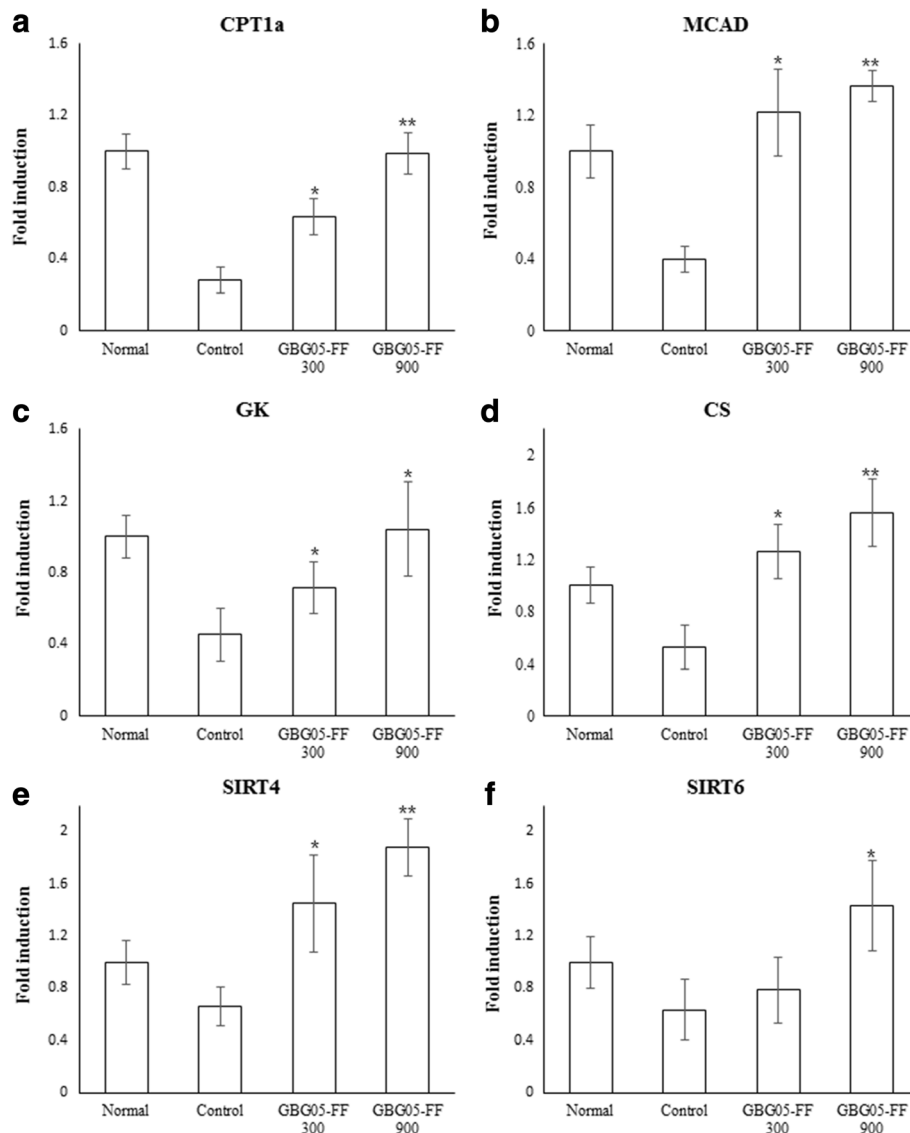 a
CPT1a
1.6
1.2
0.8
0.4
0
Fold induction
*
**
Normal
Control
GBG05-FF
300
GBG05-FF
900
b
MCAD
1.6
1.2
0.8
0.4
0
Fold induction
*
**
Normal
Control
GBG05-FF
300
GBG05-FF
900
c
GK
1.6
1.2
0.8
0.4
0
Fold induction
*
*
Normal
Control
GBG05-FF
300
GBG05-FF
900
d
CS
2
1.6
1.2
0.8
0.4
0
Fold induction
*
**
Normal
Control
GBG05-FF
300
GBG05-FF
900
e
SIRT4
2
1.6
1.2
0.8
0.4
0
Fold induction
*
**
Normal
Control
GBG05-FF
300
GBG05-FF
900
f
SIRT6
2
1.6
1.2
0.8
0.4
0
Fold induction
*
Normal
Control
GBG05-FF
300
GBG05-FF
900